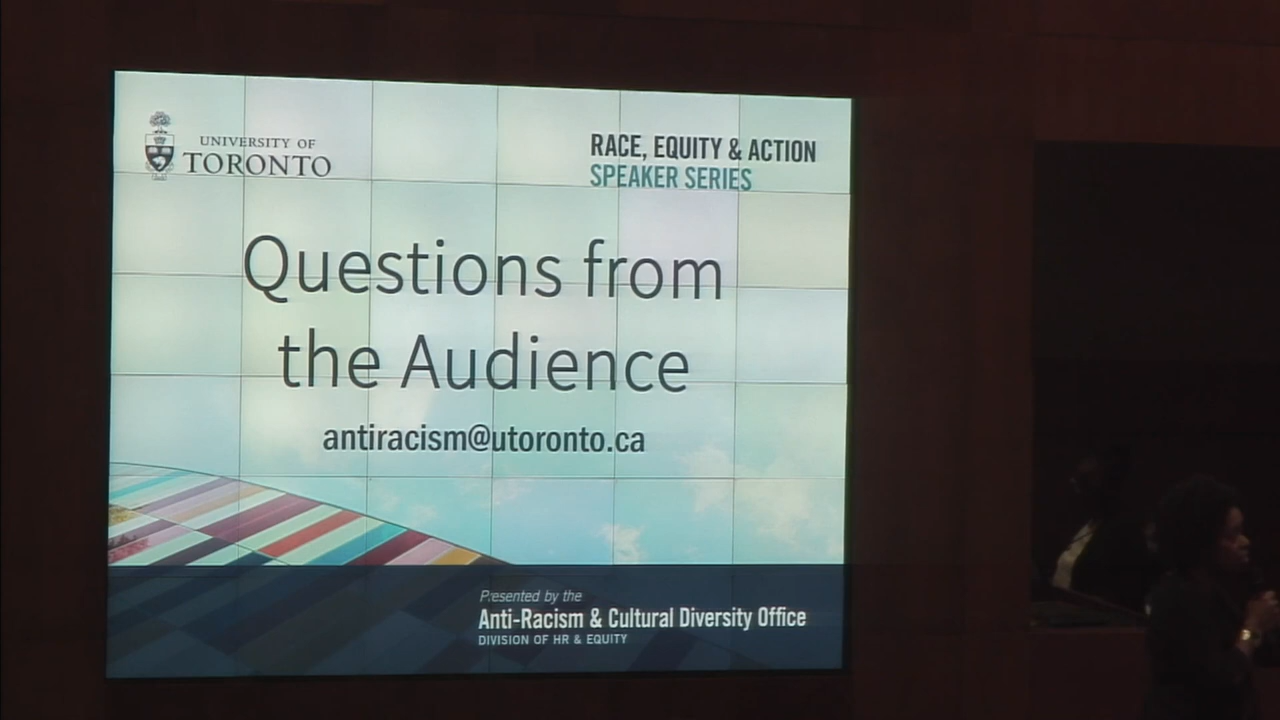 UNIVERSITY OF
TORONTO
RACE, EQUITY & ACTION
SPEAKER SERIES
Questions from
the Audience
antiracism@utoronto.ca
Presented by the
Anti-Racism & Cultural Diversity Office
DIVISION OF HR & EQUITY